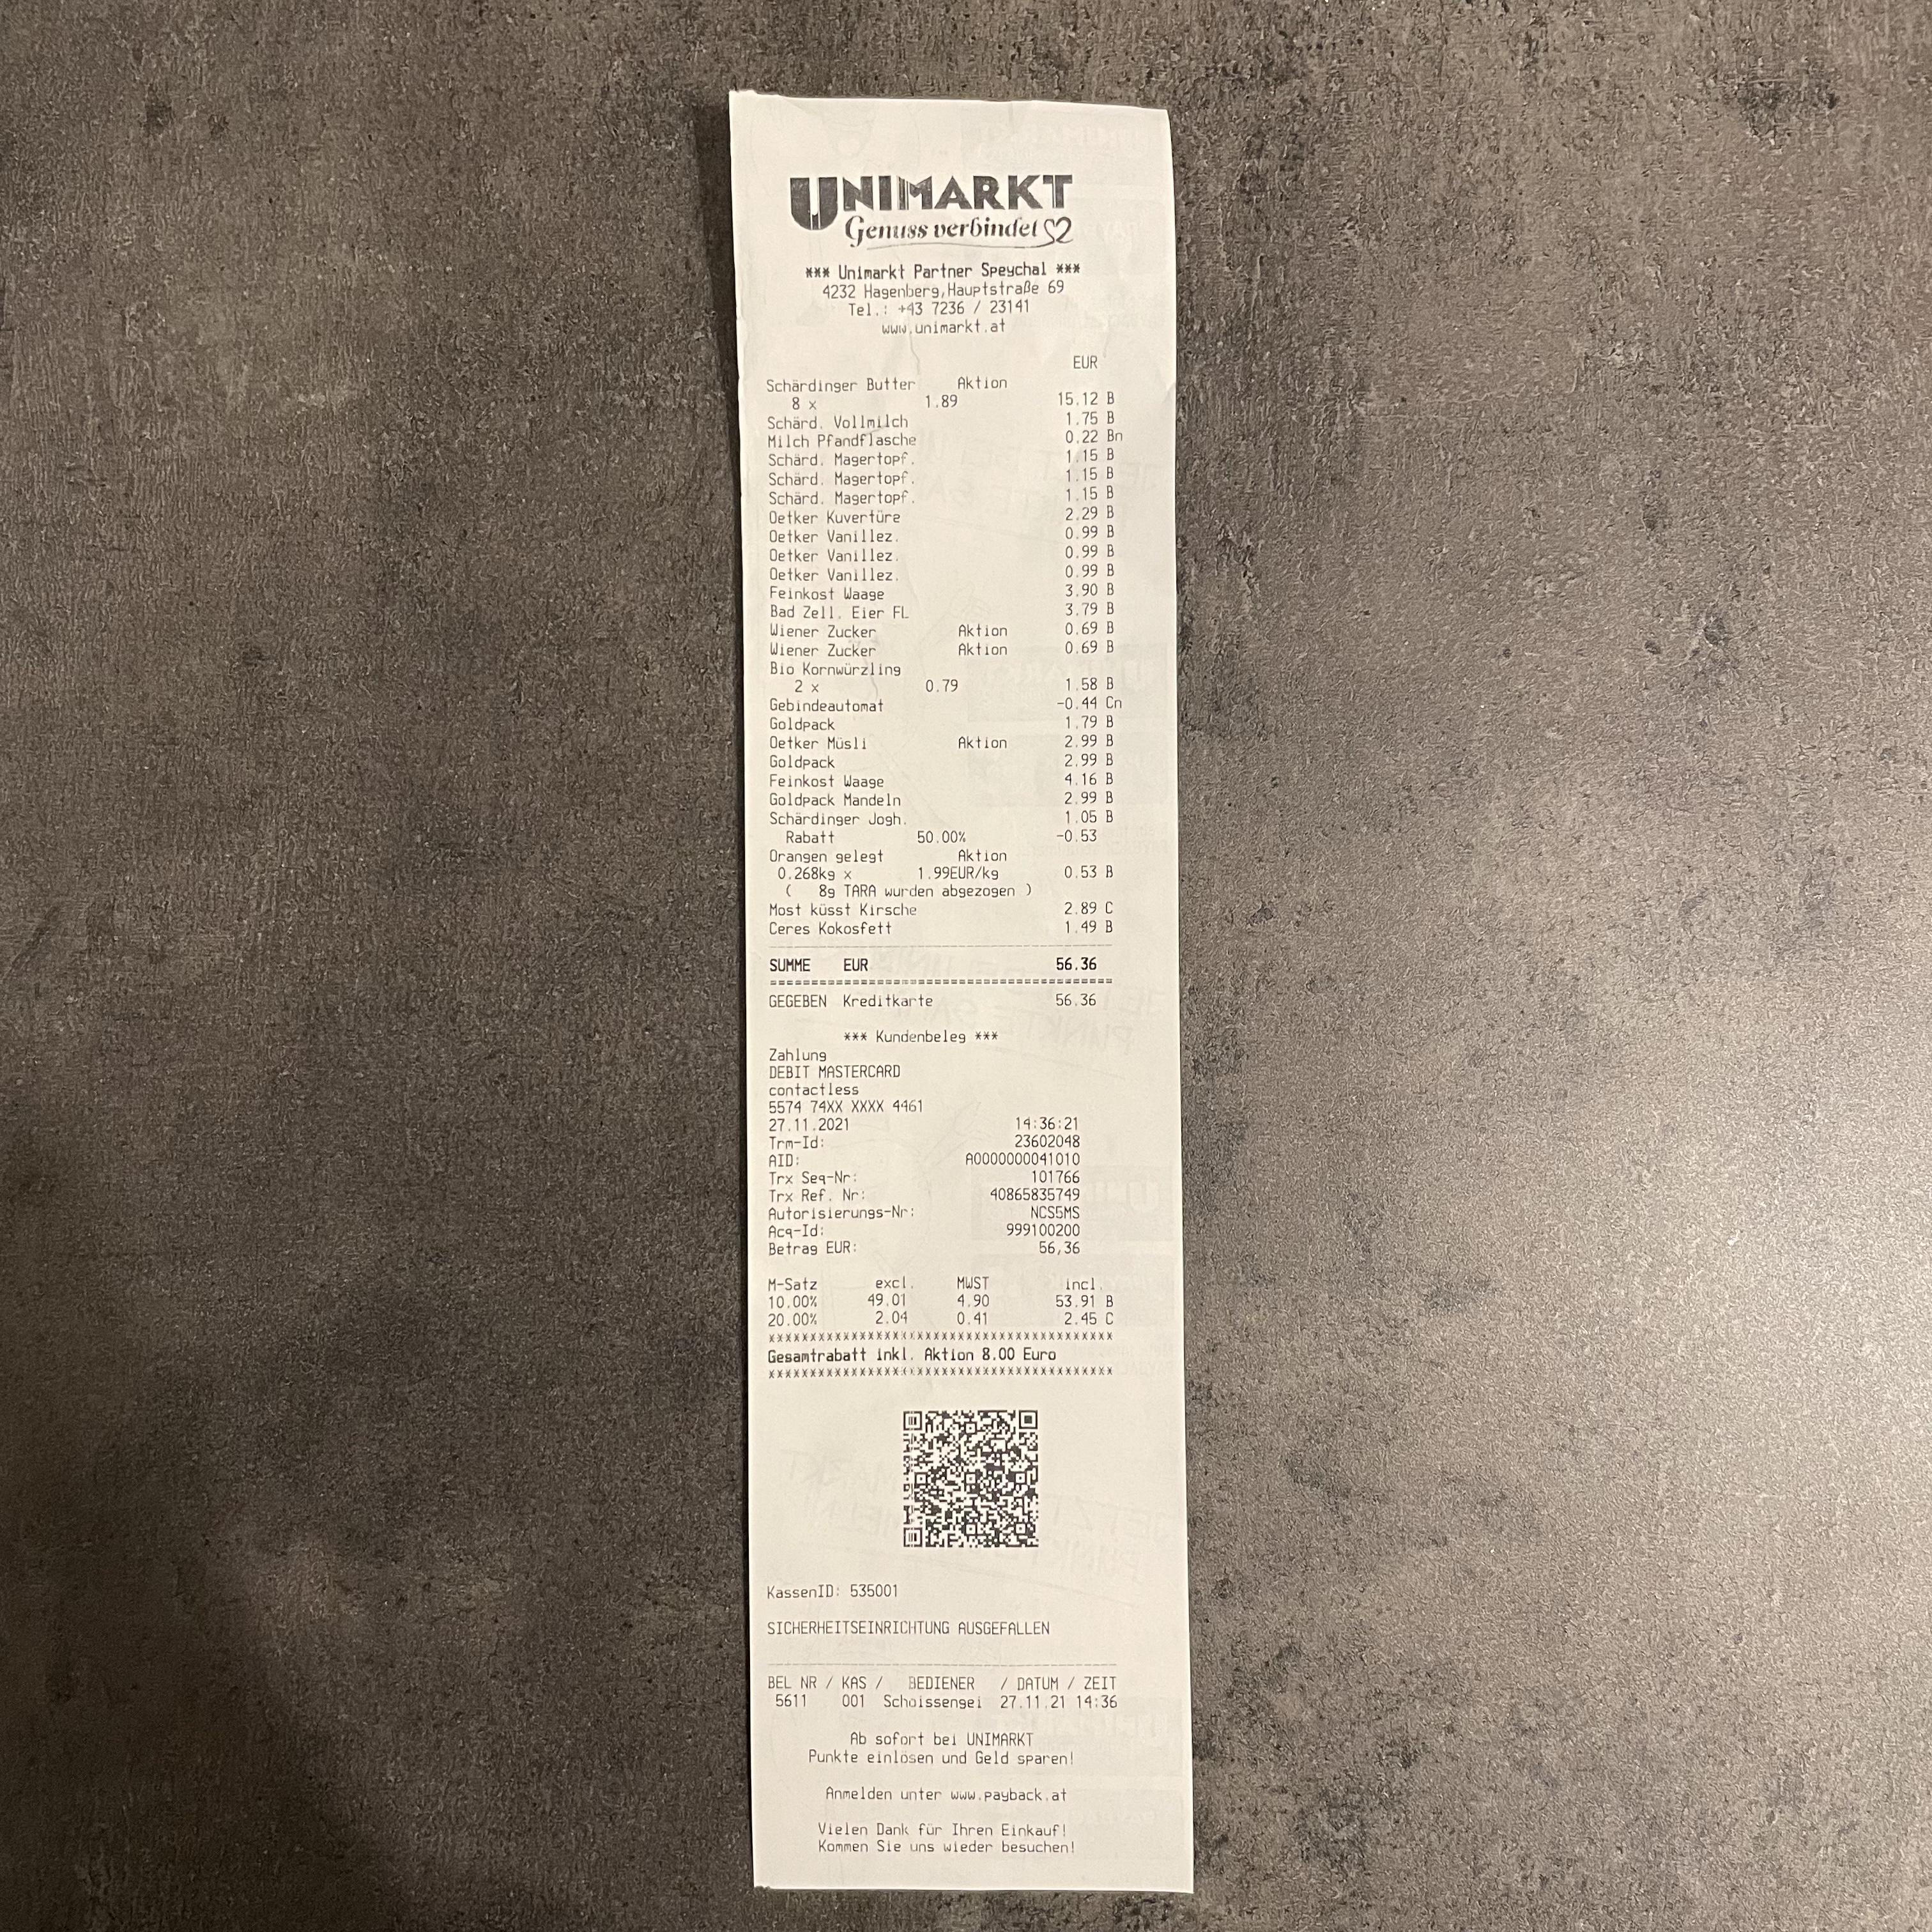 UNIMARKT
Genuss verbindet
*** Unimarkt Partner Speychal ***
4232 Hagenberg,Hauptstraße 69
Tel.: +43 7236 / 23141
www.unimarkt.at
EUR
Schärdinger Butter Aktion
8 x 1.89 15.12 B
Schärd. Vollmilch 1.75 B
Milch Pfandflasche 0.22 Bn
Schärd. Magertopf. 1.15 B
Schärd. Magertopf. 1.15 B
Schärd. Magertopf. 1.15 B
Oetker Kuvertüre 2.29 B
Oetker Vanillez. 0.99 B
Oetker Vanillez. 0.99 B
Oetker Vanillez. 0.99 B
Feinkost Waage 3.90 B
Bad Zell. Eier FL 3.79 B
Wiener Zucker Aktion 0.69 B
Wiener Zucker Aktion 0.69 B
Bio Kornwürzling
2 x 0.79 1.58 B
Gebindeautomat -0.44 Cn
Goldpack 1.79 B
Oetker Müsli Aktion 2.99 B
Goldpack 2.99 B
Feinkost Waage 4.16 B
Goldpack Mandeln 2.99 B
Schärdinger Jogh. 1.05 B
Rabatt 50.00% -0.53
Orangen gelegt Aktion
0.268kg x 1.99EUR/kg 0.53 B
( 8g TARA wurden abgezogen )
Most küsst Kirsche 2.89 C
Ceres Kokosfett 1.49 B
SUMME EUR 56.36
GEGEBEN Kreditkarte 56.36
*** Kundenbeleg ***
Zahlung
DEBIT MASTERCARD
contactless
5574 74XX XXXX 4461
27.11.2021 14:36:21
Trm-Id: 23602048
AID: A0000000041010
Trx Seq-Nr: 101766
Trx Ref. Nr: 40865835749
Autorisierungs-Nr: NCS5MS
Acq-Id: 999100200
Betrag EUR: 56,36
M-Satz excl. MWST incl.
10.00% 49.01 4.90 53.91 B
20.00% 2.04 0.41 2.45 C
Gesamtrabatt inkl. Aktion 8.00 Euro
KassenID: 535001
SICHERHEITSEINRICHTUNG AUSGEFALLEN
BEL NR / KAS / BEDIENER / DATUM / ZEIT
5611 001 Schoissengei 27.11.21 14:36
Ab sofort bei UNIMARKT
Punkte einlösen und Geld sparen!
Anmelden unter www.payback.at
Vielen Dank für Ihren Einkauf!
Kommen Sie uns wieder besuchen!